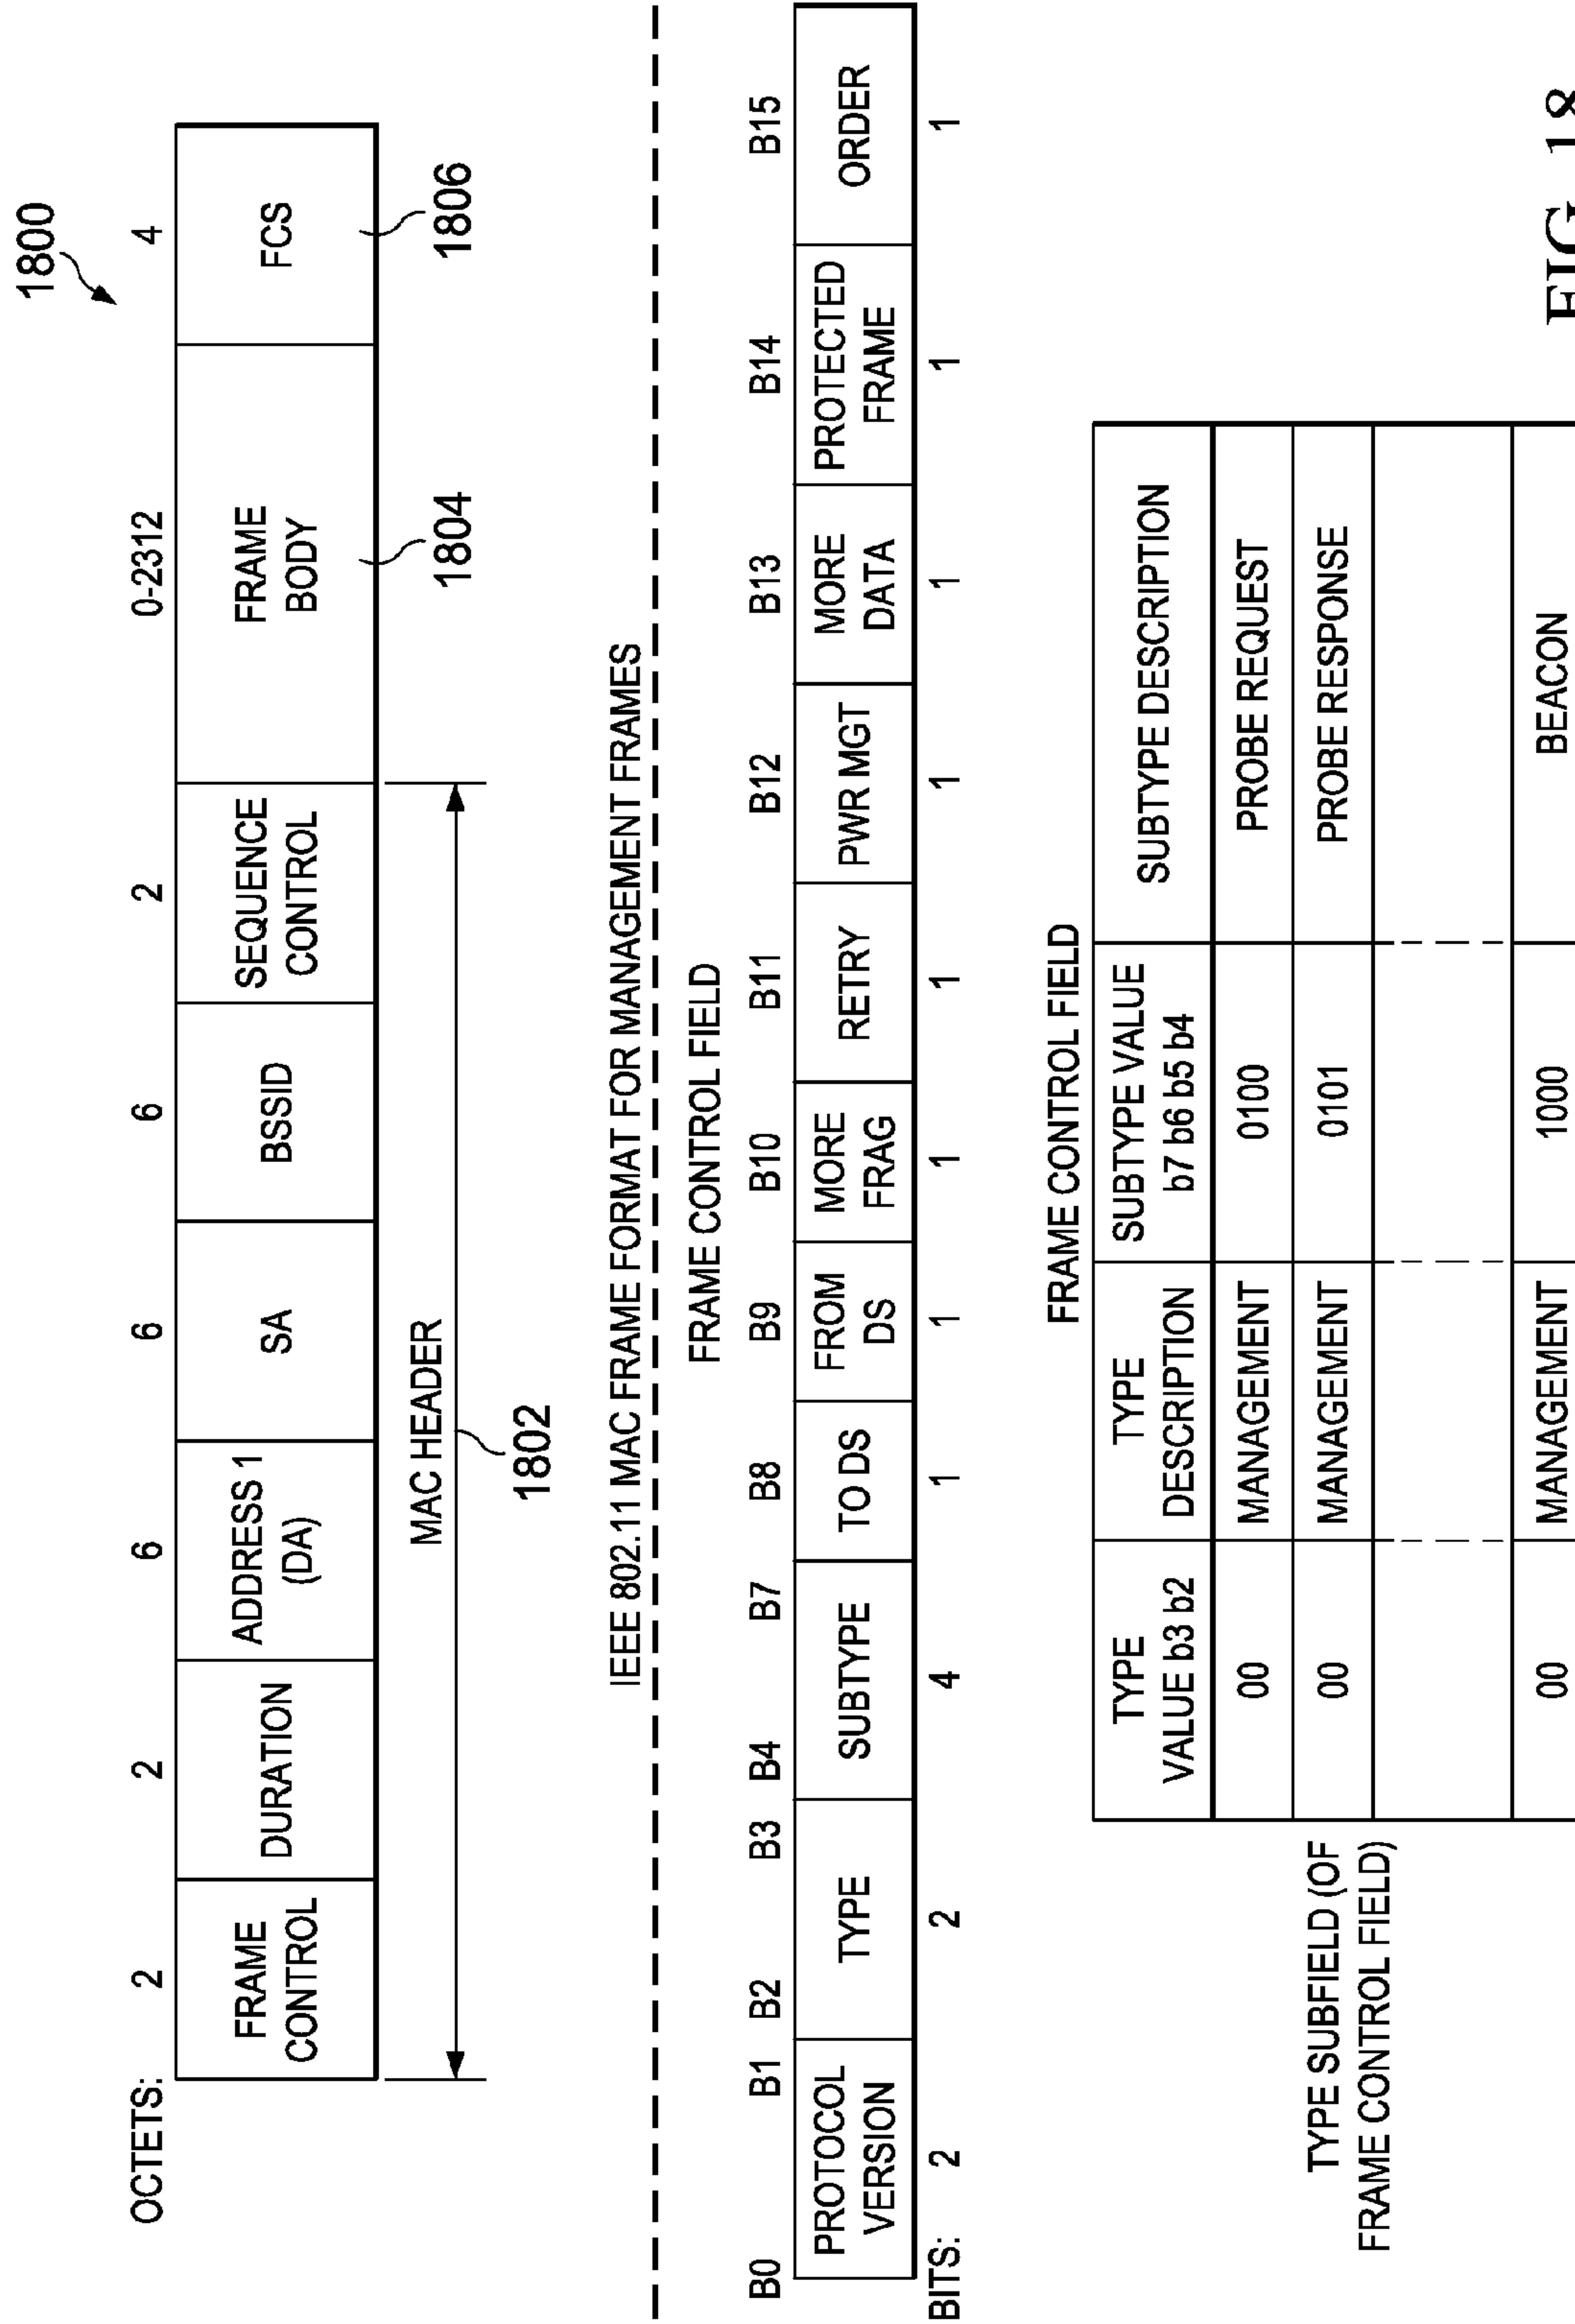 1800
OCTETS: 2 2 6 6 6 2 0-2312 4
FRAME CONTROL DURATION ADDRESS 1 (DA) SA BSSID SEQUENCE CONTROL FRAME BODY FCS
MAC HEADER
1802 1804 1806
IEEE 802.11 MAC FRAME FORMAT FOR MANAGEMENT FRAMES
FRAME CONTROL FIELD
B0 B1 B2 B3 B4 B7 B8 B9 B10 B11 B12 B13 B14 B15
PROTOCOL VERSION TYPE SUBTYPE TO DS FROM DS MORE FRAG RETRY PWR MGT MORE DATA PROTECTED FRAME ORDER
BITS: 2 2 4 1 1 1 1 1 1 1 1
FRAME CONTROL FIELD
TYPE SUBFIELD (OF
FRAME CONTROL FIELD)
TYPE VALUE b3 b2 TYPE DESCRIPTION SUBTYPE VALUE b7 b6 b5 b4 SUBTYPE DESCRIPTION
00 MANAGEMENT 0100 PROBE REQUEST
00 MANAGEMENT 0101 PROBE RESPONSE
00 MANAGEMENT 1000 BEACON
FIG. 18